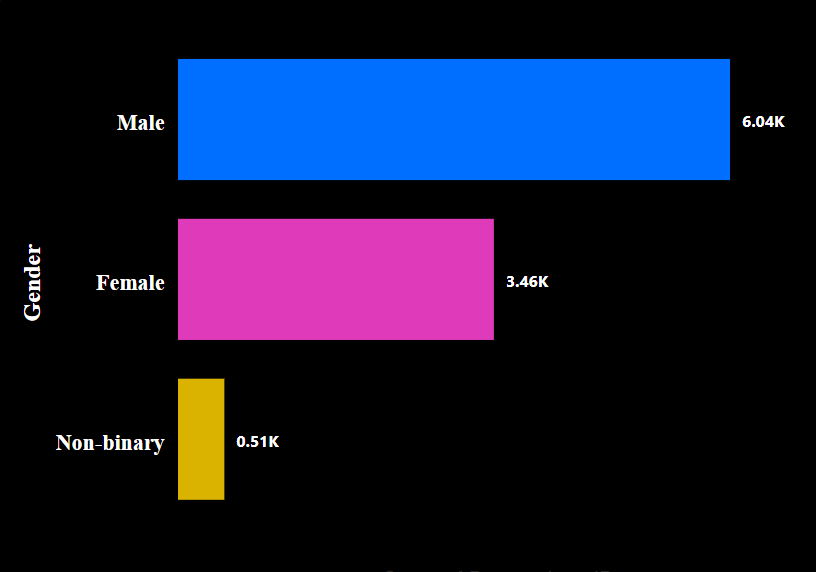 Gender
Male
6.04K
Female
3.46K
Non-binary
0.51K